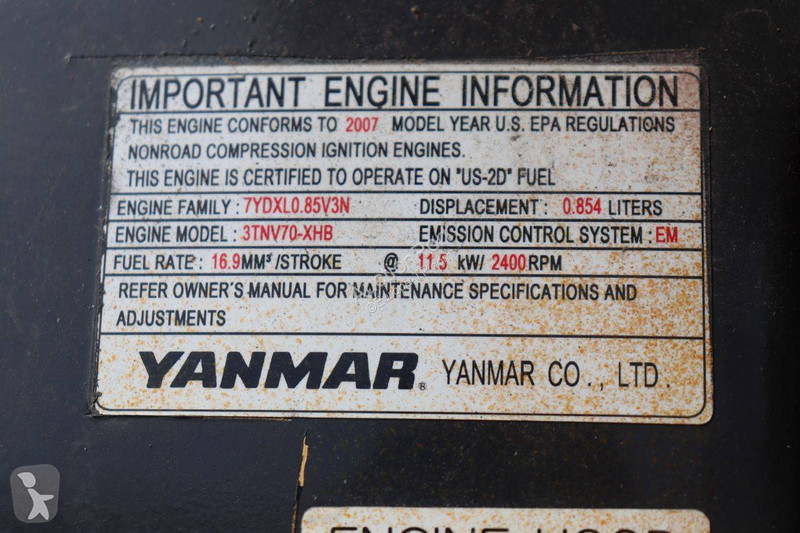 IMPORTANT ENGINE INFORMATION
THIS ENGINE CONFORMS TO 2007 MODEL YEAR U.S. EPA REGULATIONS
NONROAD COMPRESSION IGNITION ENGINES.
THIS ENGINE IS CERTIFIED TO OPERATE ON "US-2D" FUEL
ENGINE FAMILY : 7YDXL0.85V3N DISPLACEMENT : 0.854 LITERS
ENGINE MODEL : 3TNV70-XHB EMISSION CONTROL SYSTEM : EM
FUEL RATE : 16.9MM³/STROKE @ 11.5 kW/ 2400RPM
REFER OWNER'S MANUAL FOR MAINTENANCE SPECIFICATIONS AND
ADJUSTMENTS
YANMAR® YANMAR CO., LTD.
ENGINE